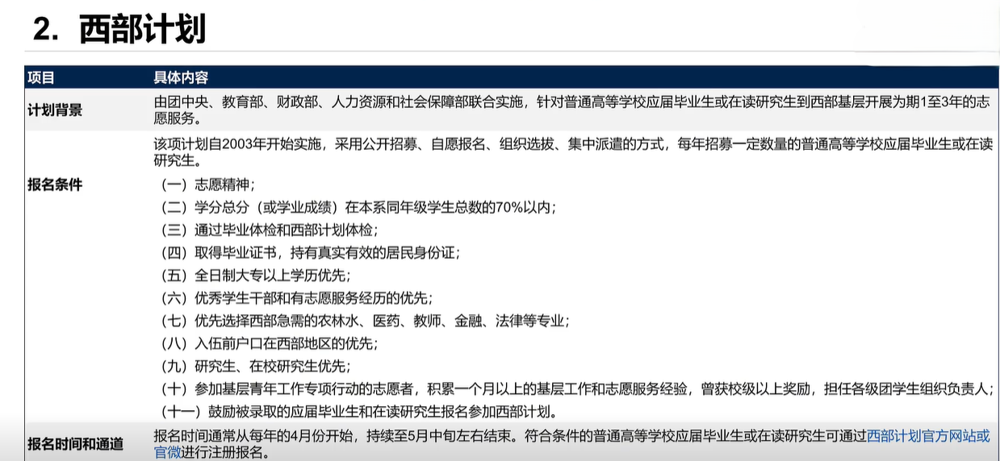 2. 西部计划
项目 具体内容
计划背景 由团中央、教育部、财政部、人力资源和社会保障部联合实施，针对普通高等学校应届毕业生或在读研究生到西部基层开展为期1至3年的志
愿服务。
该项计划自2003年开始实施，采用公开招募、自愿报名、组织选拔、集中派遣的方式，每年招募一定数量的普通高等学校应届毕业生或在读
研究生。
报名条件 （一）志愿精神；
（二）学分总分（或学业成绩）在本系同年级学生总数的70%以内；
（三）通过毕业体检和西部计划体检；
（四）取得毕业证书，持有真实有效的居民身份证；
（五）全日制大专以上学历优先；
（六）优秀学生干部和有志愿服务经历的优先；
（七）优先选择西部急需的农林水、医药、教师、金融、法律等专业；
（八）入伍前户口在西部地区的优先；
（九）研究生、在校研究生优先；
（十）参加基层青年工作专项行动的志愿者，积累一个月以上的基层工作和志愿服务经验，曾获校级以上奖励，担任各级团学生组织负责人；
（十一）鼓励被录取的应届毕业生和在读研究生报名参加西部计划。
报名时间和通道 报名时间通常从每年的4月份开始，持续至5月中旬左右结束。符合条件的普通高等学校应届毕业生或在读研究生可通过西部计划官方网站或
官微进行注册报名。